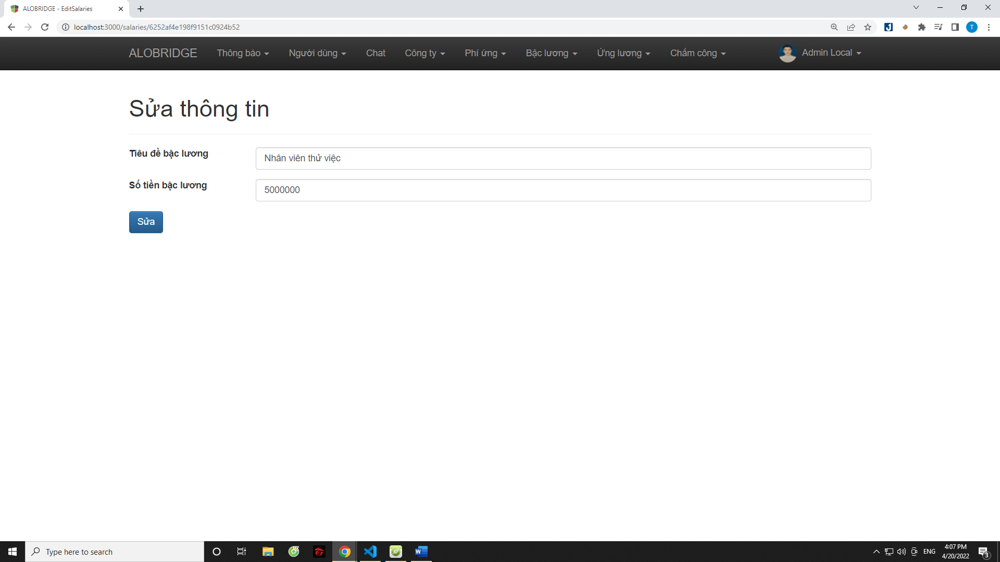 ALOBRIDGE - EditSalaries
localhost:3000/salaries/6252af4e198f9151c0924b52
T
ALOBRIDGE Thông báo Người dùng Chat Công ty Phí ứng Bậc lương Ứng lương Chấm công Admin Local
Sửa thông tin
Tiêu đề bậc lương Nhân viên thử việc
Số tiền bậc lương 5000000
Sửa
Type here to search
ENG
4:07 PM
4/20/2022
3